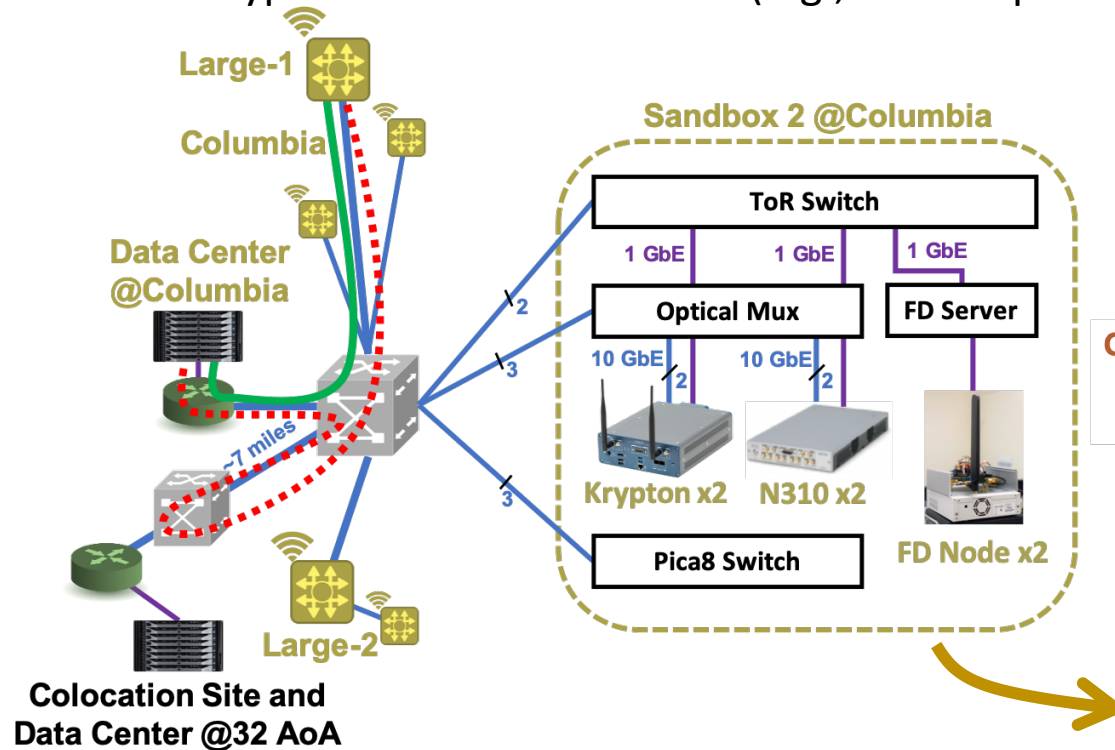 Large-1
Columbia
Data Center
@Columbia
~7 miles
Large-2
Colocation Site and
Data Center @32 AoA
Sandbox 2 @Columbia
ToR Switch
1 GbE
1 GbE
1 GbE
2
Optical Mux
FD Server
3
10 GbE
2
10 GbE
2
Krypton x2
N310 x2
FD Node x2
3
Pica8 Switch